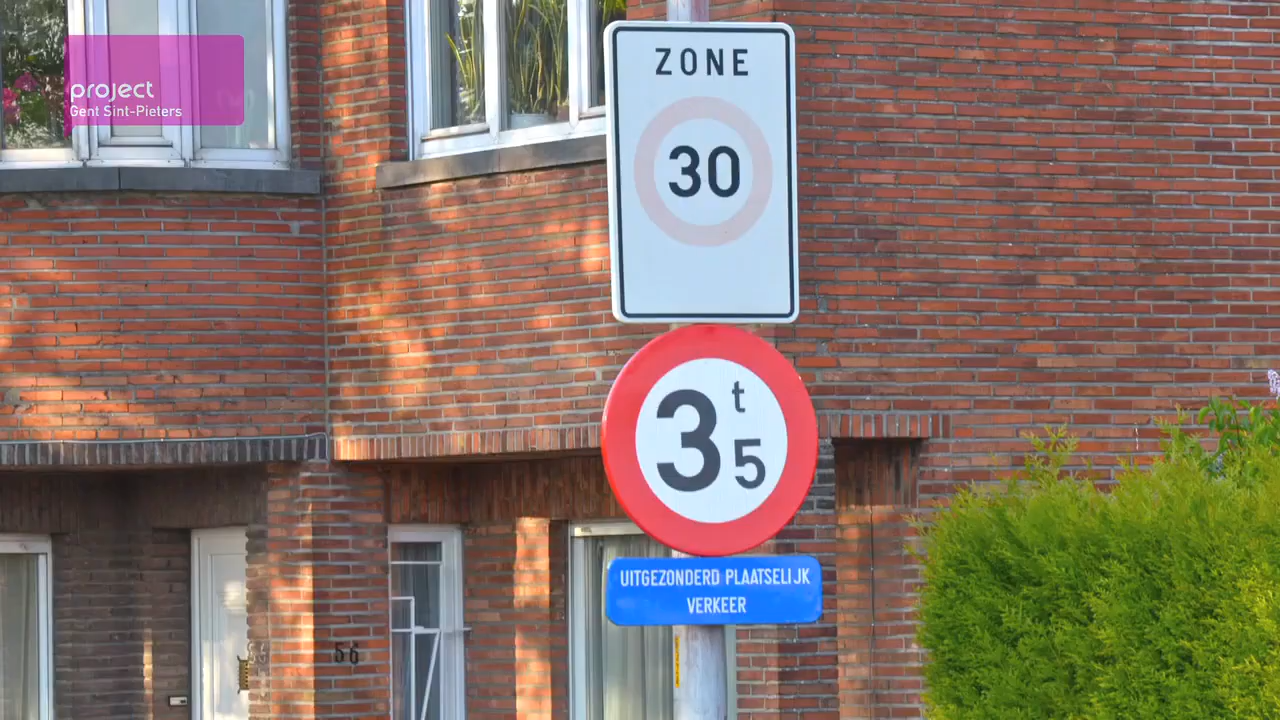 project
Gent Sint-Pieters
ZONE
30
3t5
UITGEZONDERD PLAATSELIJK
VERKEER
56